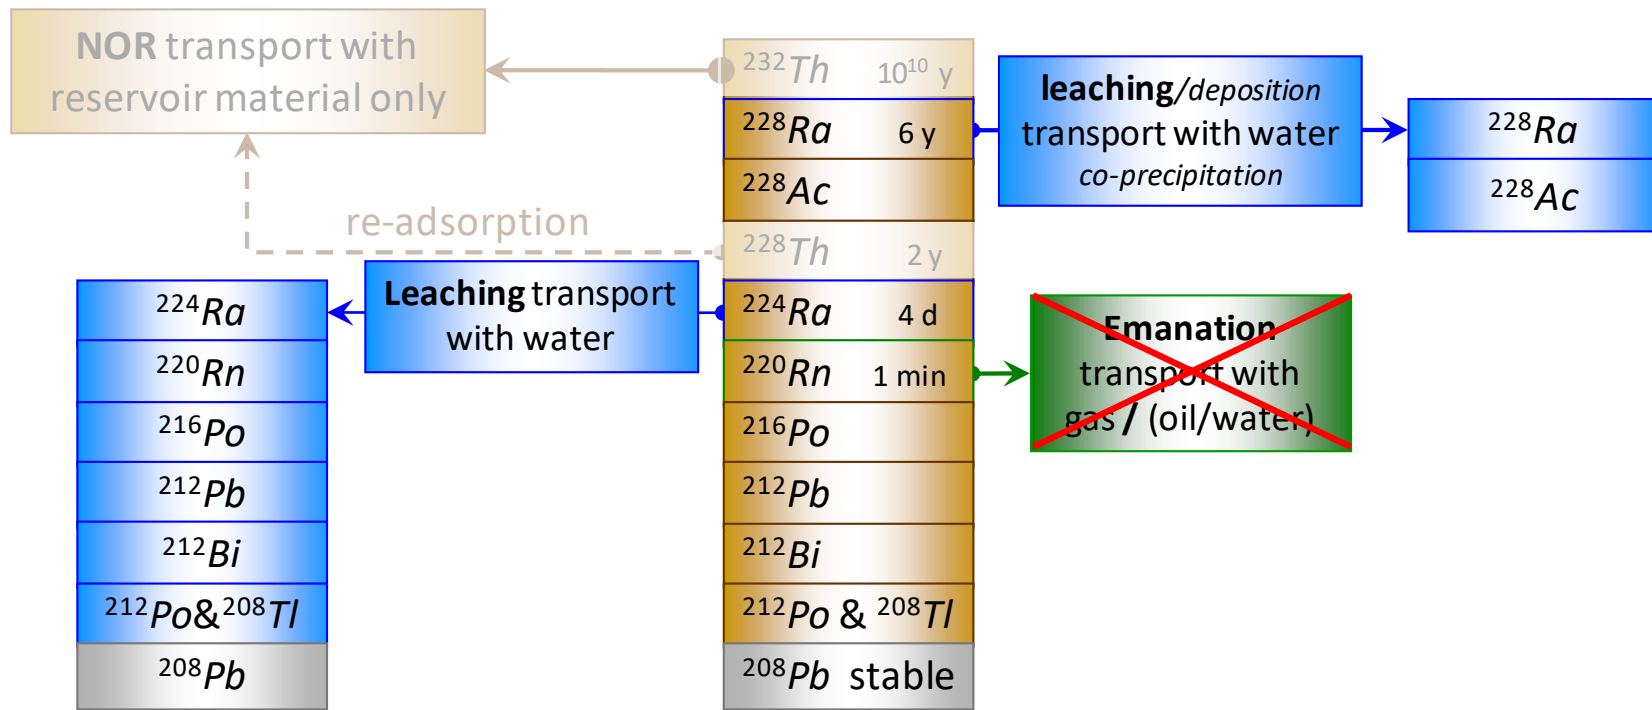 NOR transport with
reservoir material only
²³²Th 10¹⁰ y
²²⁸Ra 6 y
²²⁸Ac
²²⁸Th 2 y
²²⁴Ra 4 d
²²⁰Rn 1 min
²¹⁶Po
²¹²Pb
²¹²Bi
²¹²Po & ²⁰⁸Tl
²⁰⁸Pb stable
leaching/deposition
transport with water
co-precipitation
²²⁸Ra
²²⁸Ac
re-adsorption
Leaching transport
with water
²²⁴Ra
²²⁰Rn
²¹⁶Po
²¹²Pb
²¹²Bi
²¹²Po&²⁰⁸Tl
²⁰⁸Pb
Emanation
transport with
gas / (oil/water)